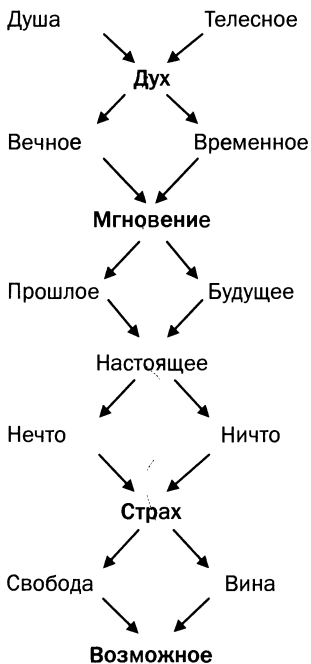 Душа Телесное
Дух
Вечное Временное
Мгновение
Прошлое Будущее
Настоящее
Нечто Ничто
Страх
Свобода Вина
Возможное